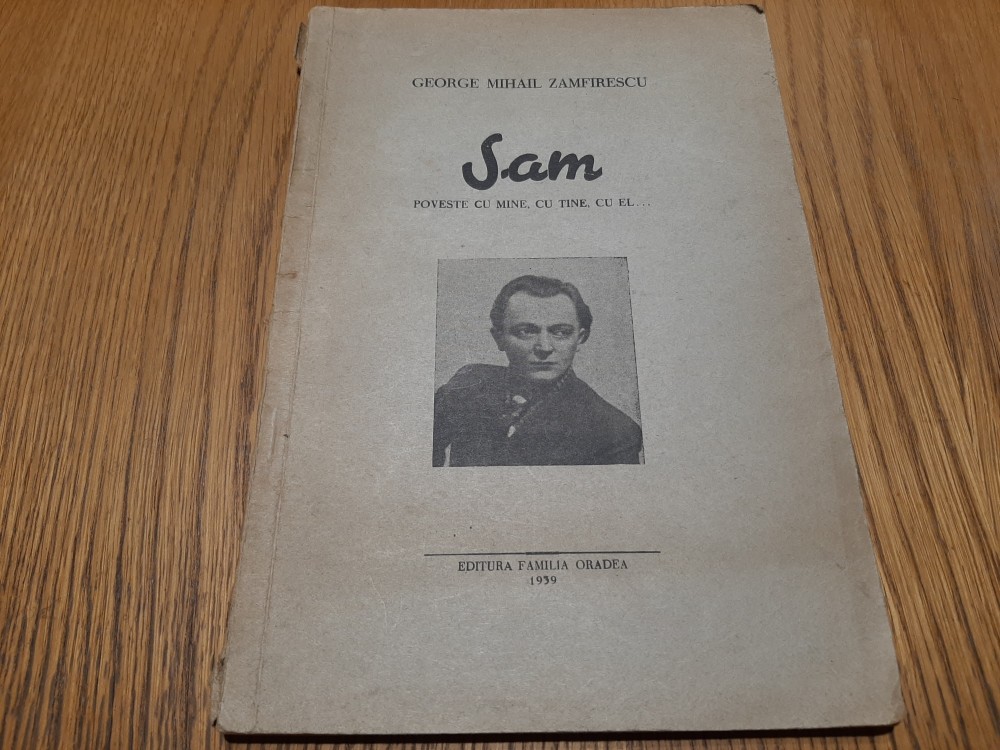 GEORGE MIHAIL ZAMFIRESCU
Sam
POVESTE CU MINE, CU TINE, CU EL...
EDITURA FAMILIA ORADEA
1939